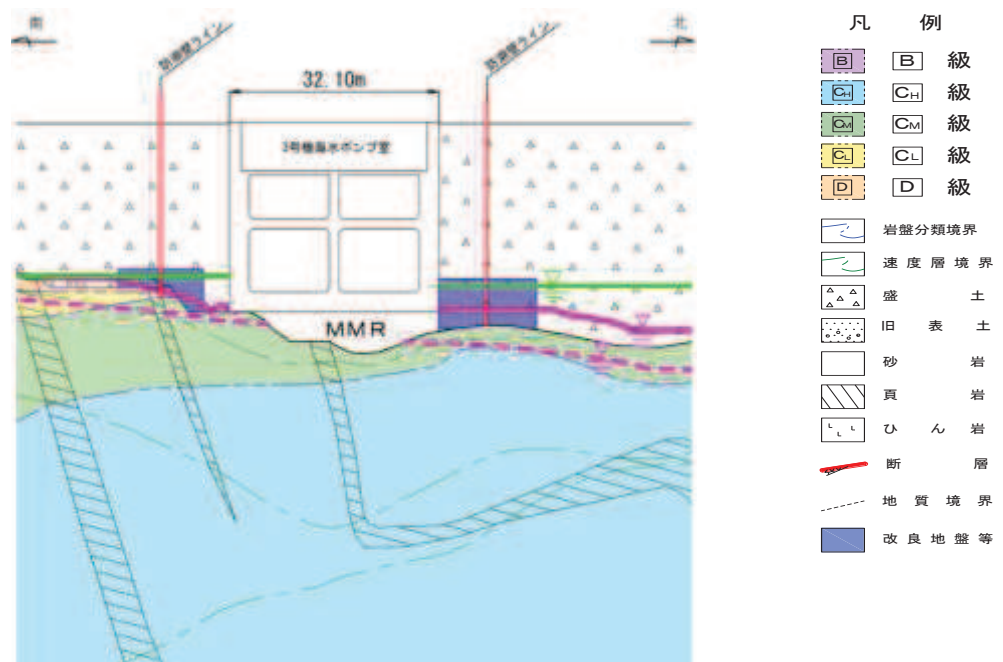 南
防潮壁ライン
32.10m
防潮壁ライン
北
3号機海水ポンプ室
MMR
凡 例
B B 級
CH CH 級
CM CM 級
CL CL 級
D D 級
岩盤分類境界
速度層境界
盛土
旧表土
砂岩
頁岩
ひん岩
断層
地質境界
改良地盤等